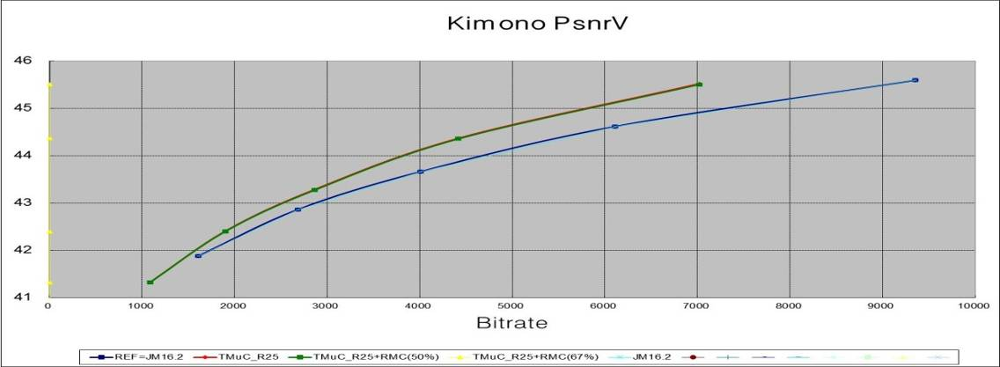 Kimono PsnrV
46
45
44
43
42
41
0 1000 2000 3000 4000 5000 6000 7000 8000 9000 10000
Bitrate
REF=JM16.2 TMuC_R25 TMuC_R25+RMC(50%) TMuC_R25+RMC(67%) JM16.2